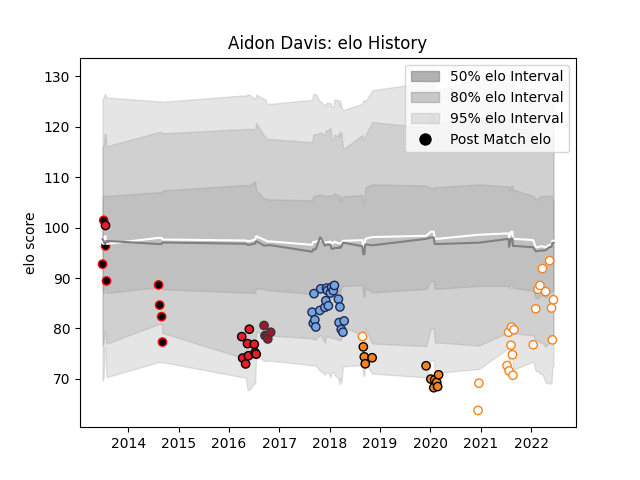 Aidon Davis: elo History
130
120
110
100
90
80
70
elo score
50% elo Interval
80% elo Interval
95% elo Interval
Post Match elo
2014 2015 2016 2017 2018 2019 2020 2021 2022